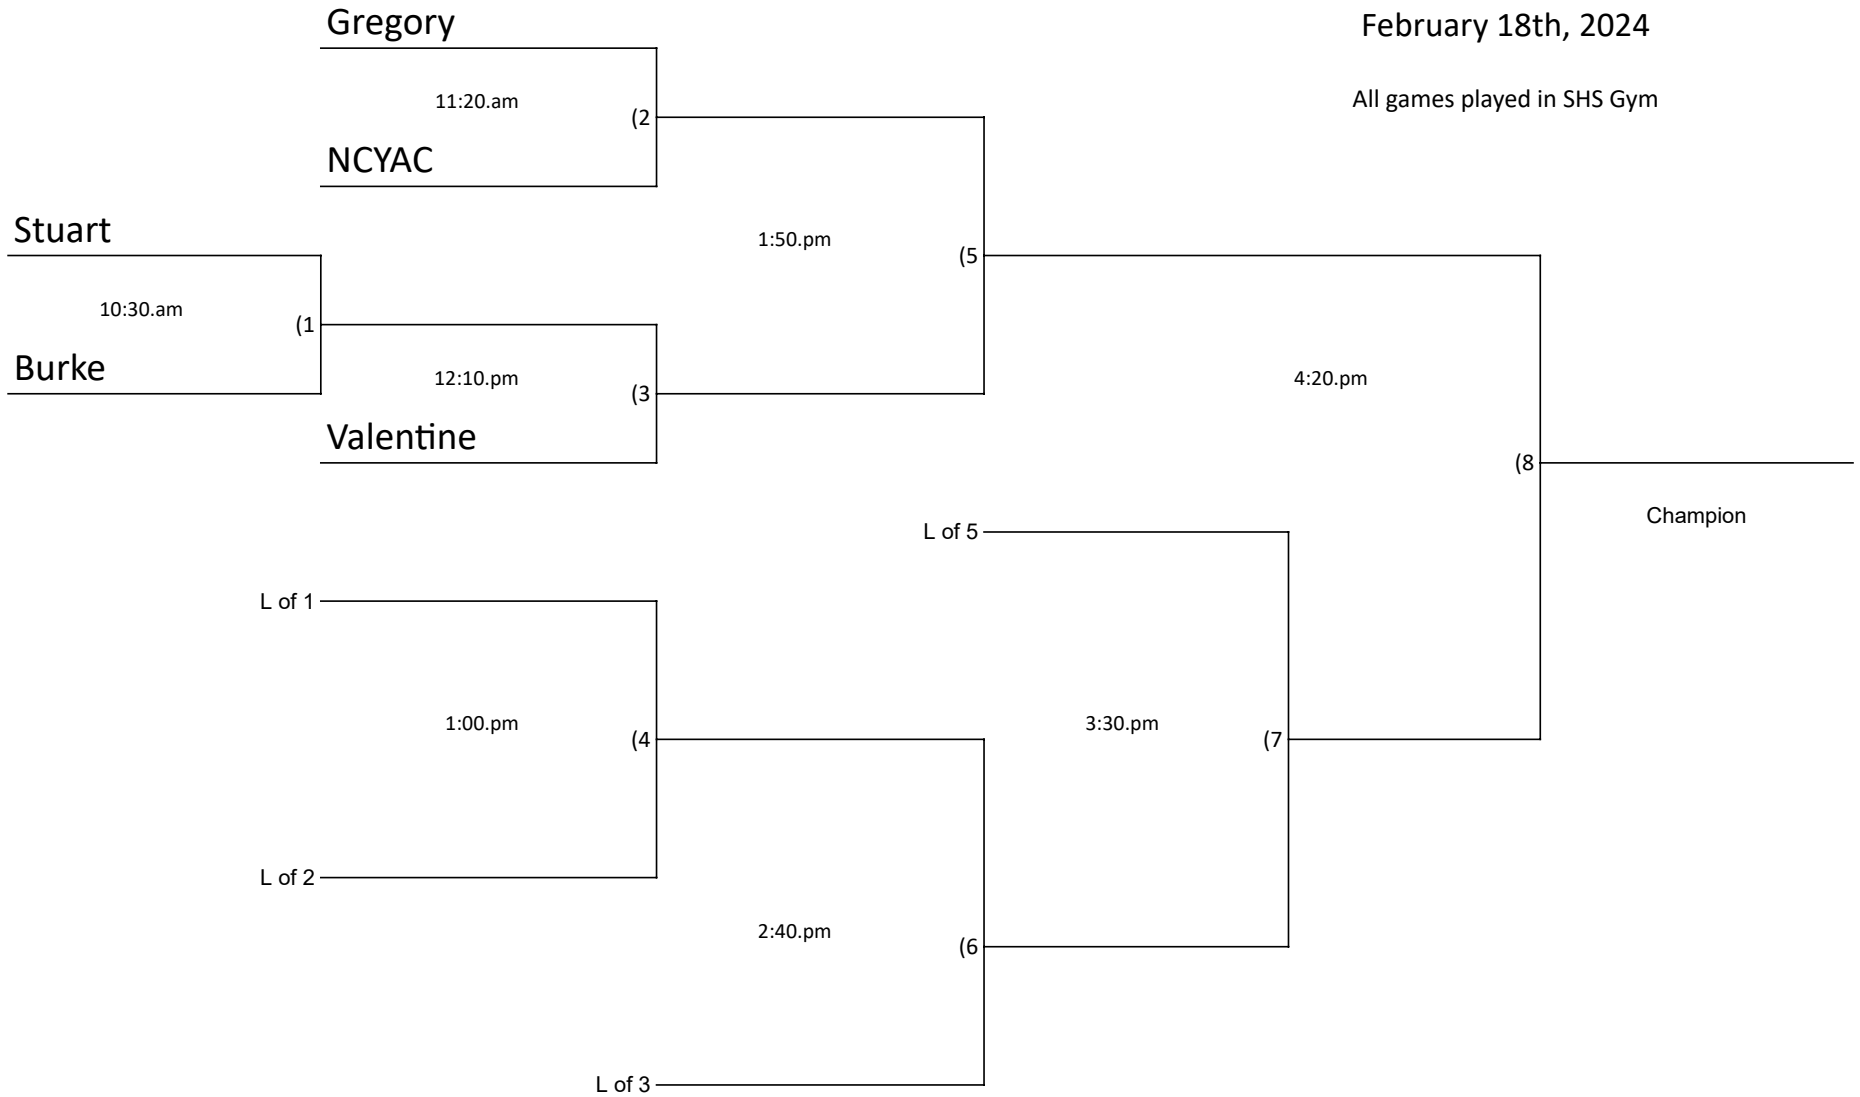 Gregory
February 18th, 2024
11:20.am
All games played in SHS Gym
(2
NCYAC
Stuart
1:50.pm
(5
10:30.am
(1
Burke
12:10.pm
(3
4:20.pm
Valentine
(8
Champion
L of 5
L of 1
1:00.pm
(4
3:30.pm
(7
L of 2
2:40.pm
(6
L of 3